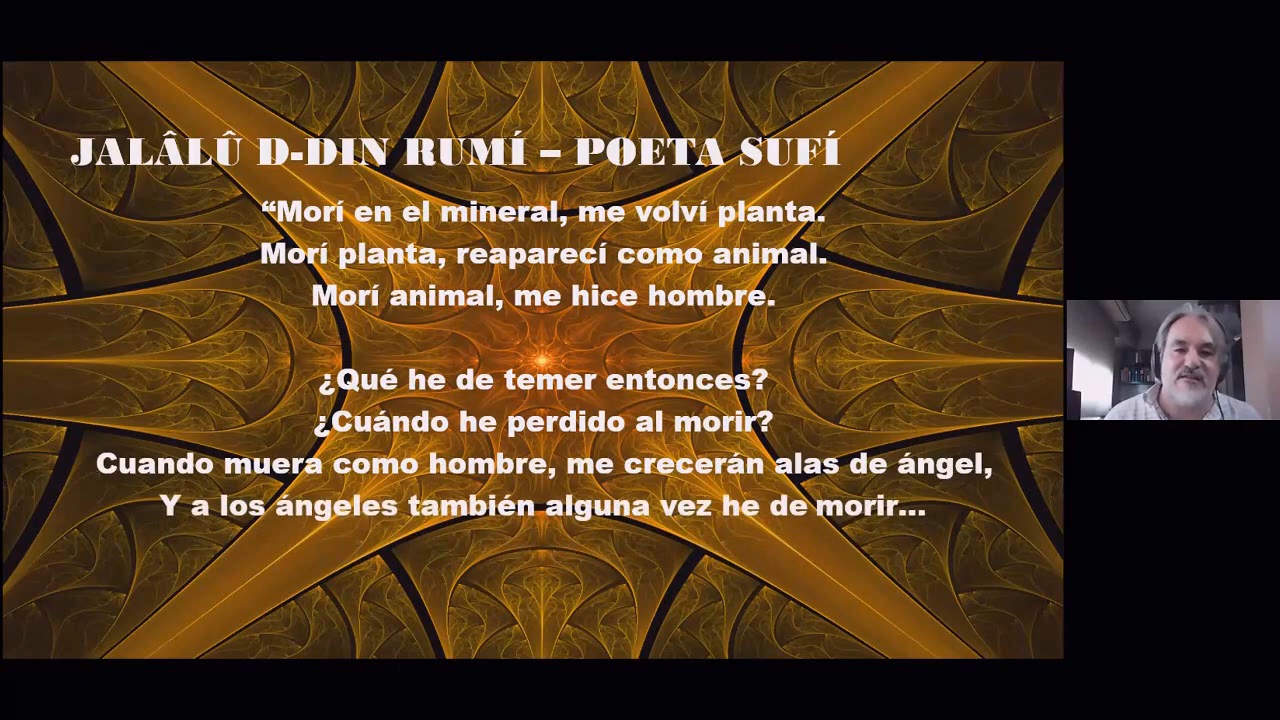 JALÂLÛ D-DIN RUMÍ – POETA SUFÍ
“Morí en el mineral, me volví planta.
Morí planta, reaparecí como animal.
Morí animal, me hice hombre.
¿Qué he de temer entonces?
¿Cuándo he perdido al morir?
Cuando muera como hombre, me crecerán alas de ángel,
Y a los ángeles también alguna vez he de morir...